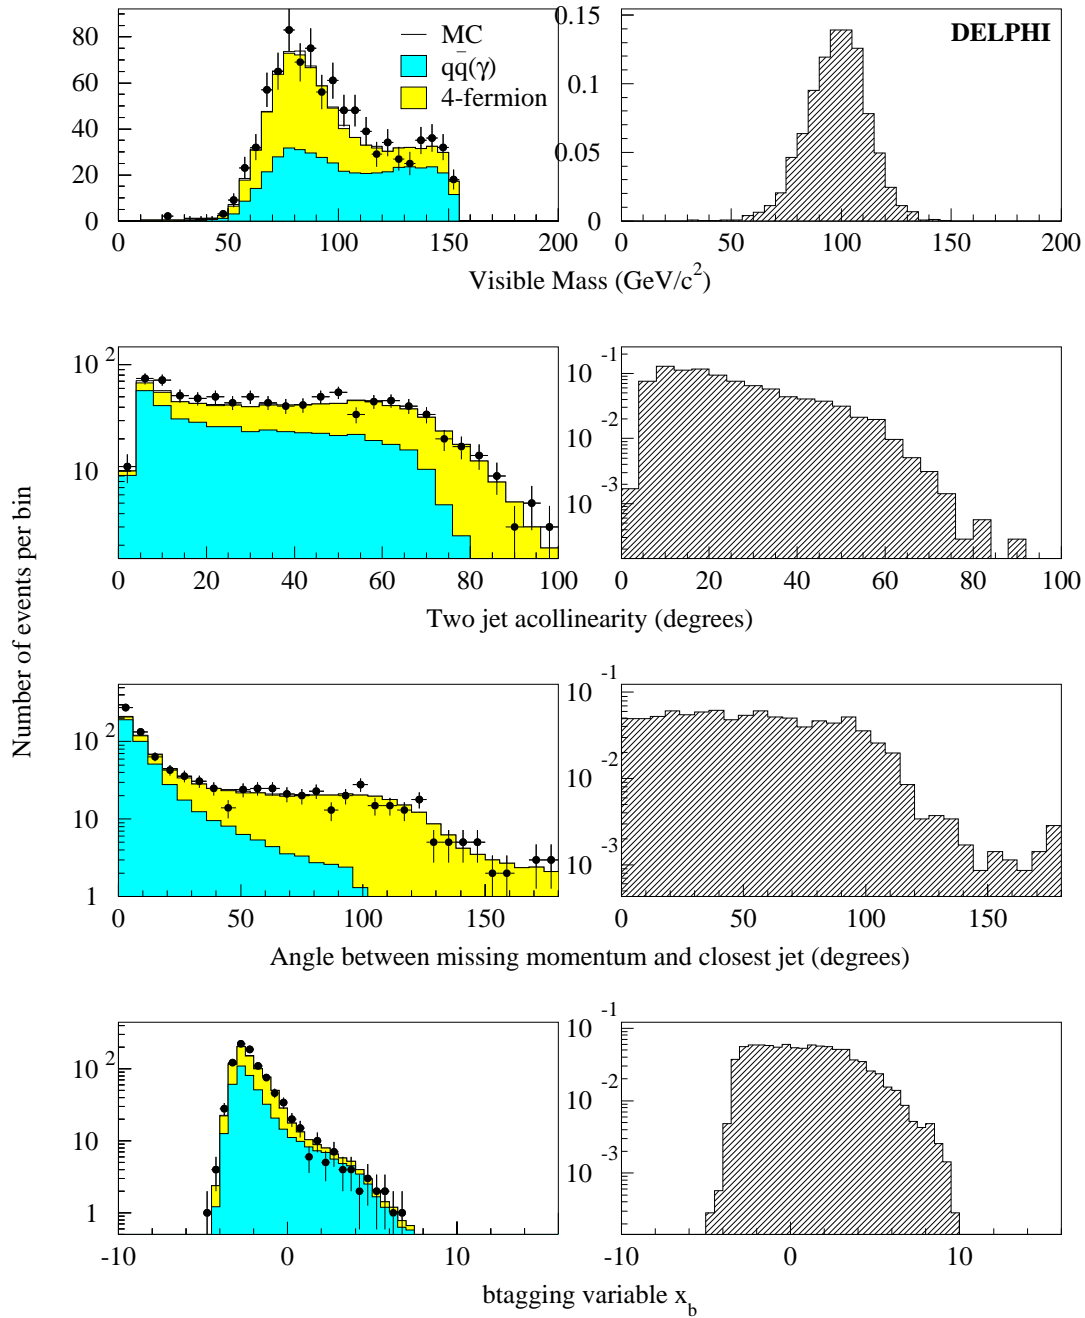 Number of events per bin
MC
qq̄(γ)
4-fermion
0
20
40
60
80
0 50 100 150 200
DELPHI
0
0.05
0.1
0.15
0 50 100 150 200
Visible Mass (GeV/c²)
10²
10
0 20 40 60 80 100
10⁻¹
10⁻²
10⁻³
0 20 40 60 80 100
Two jet acollinearity (degrees)
10²
10
1
0 50 100 150
10⁻¹
10⁻²
10⁻³
0 50 100 150
Angle between missing momentum and closest jet (degrees)
10²
10
1
-10 0 10
10⁻¹
10⁻²
10⁻³
-10 0 10
btagging variable x_b